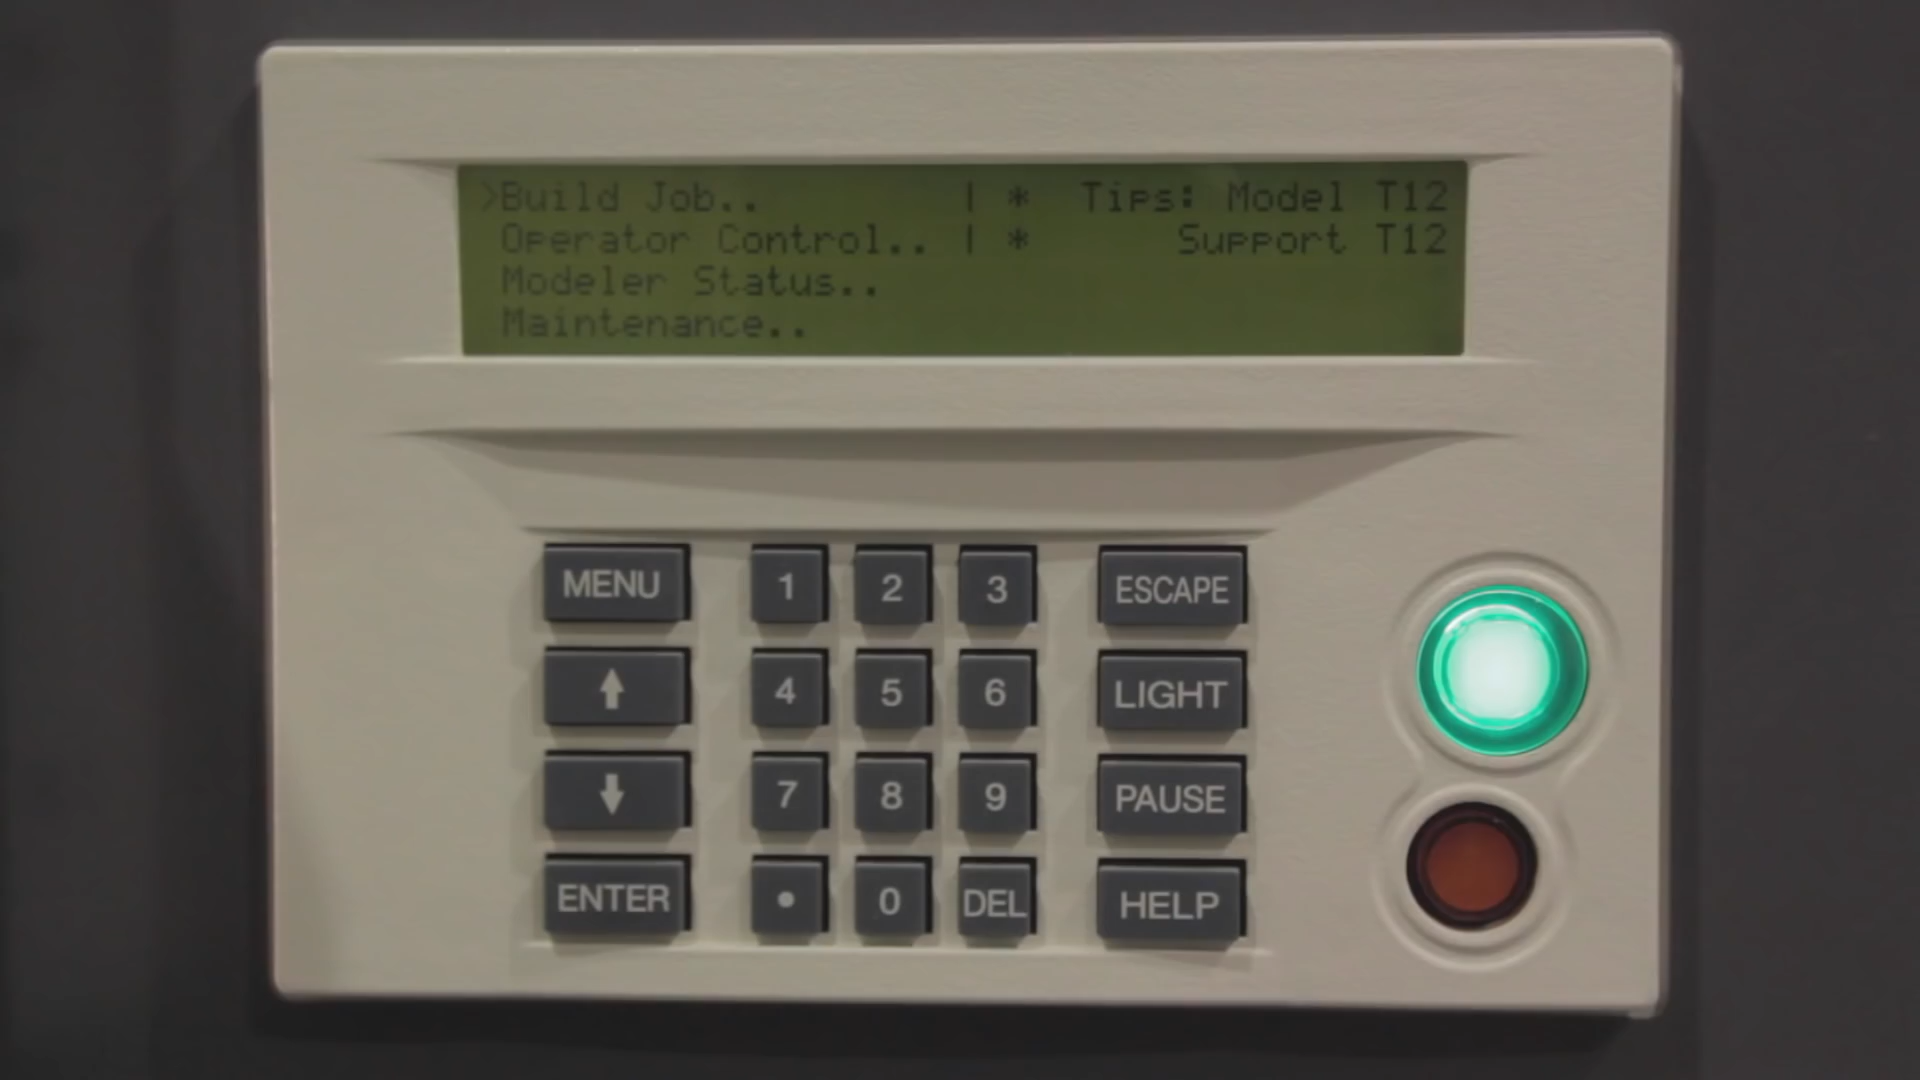 >Build Job.. | * Tips: Model T12
Operator Control.. | * Support T12
Modeler Status..
Maintenance..
MENU 1 2 3 ESCAPE
↑ 4 5 6 LIGHT
↓ 7 8 9 PAUSE
ENTER • 0 DEL HELP